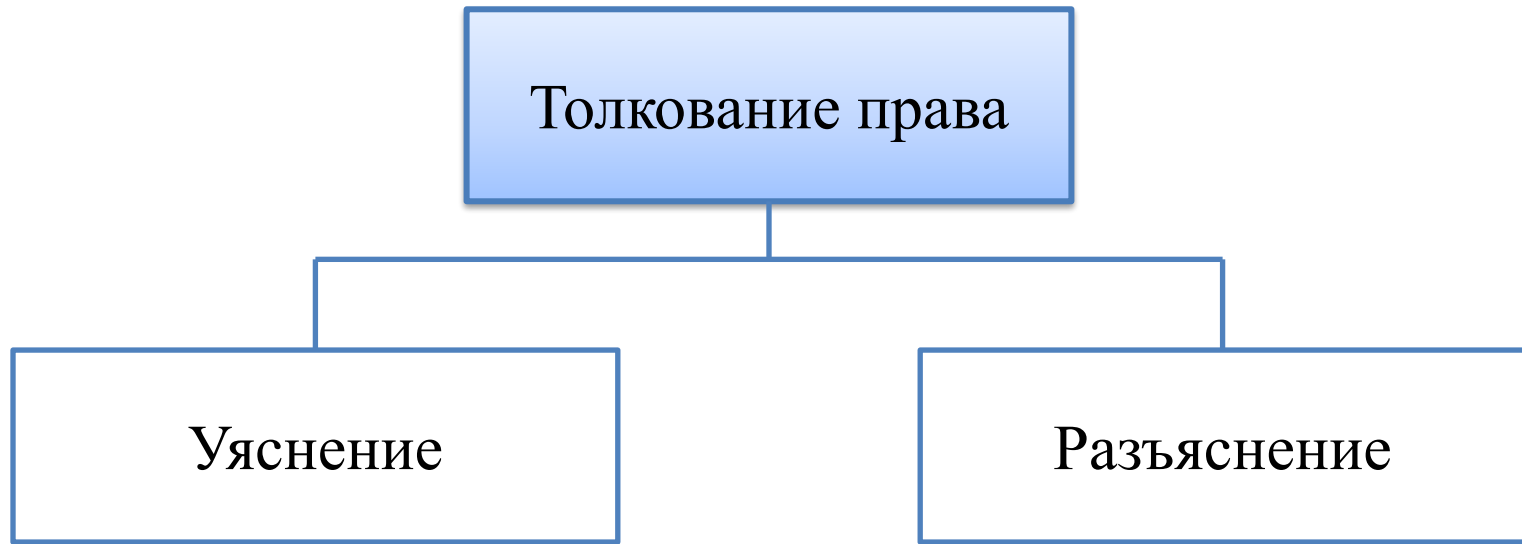 Толкование права
Уяснение
Разъяснение